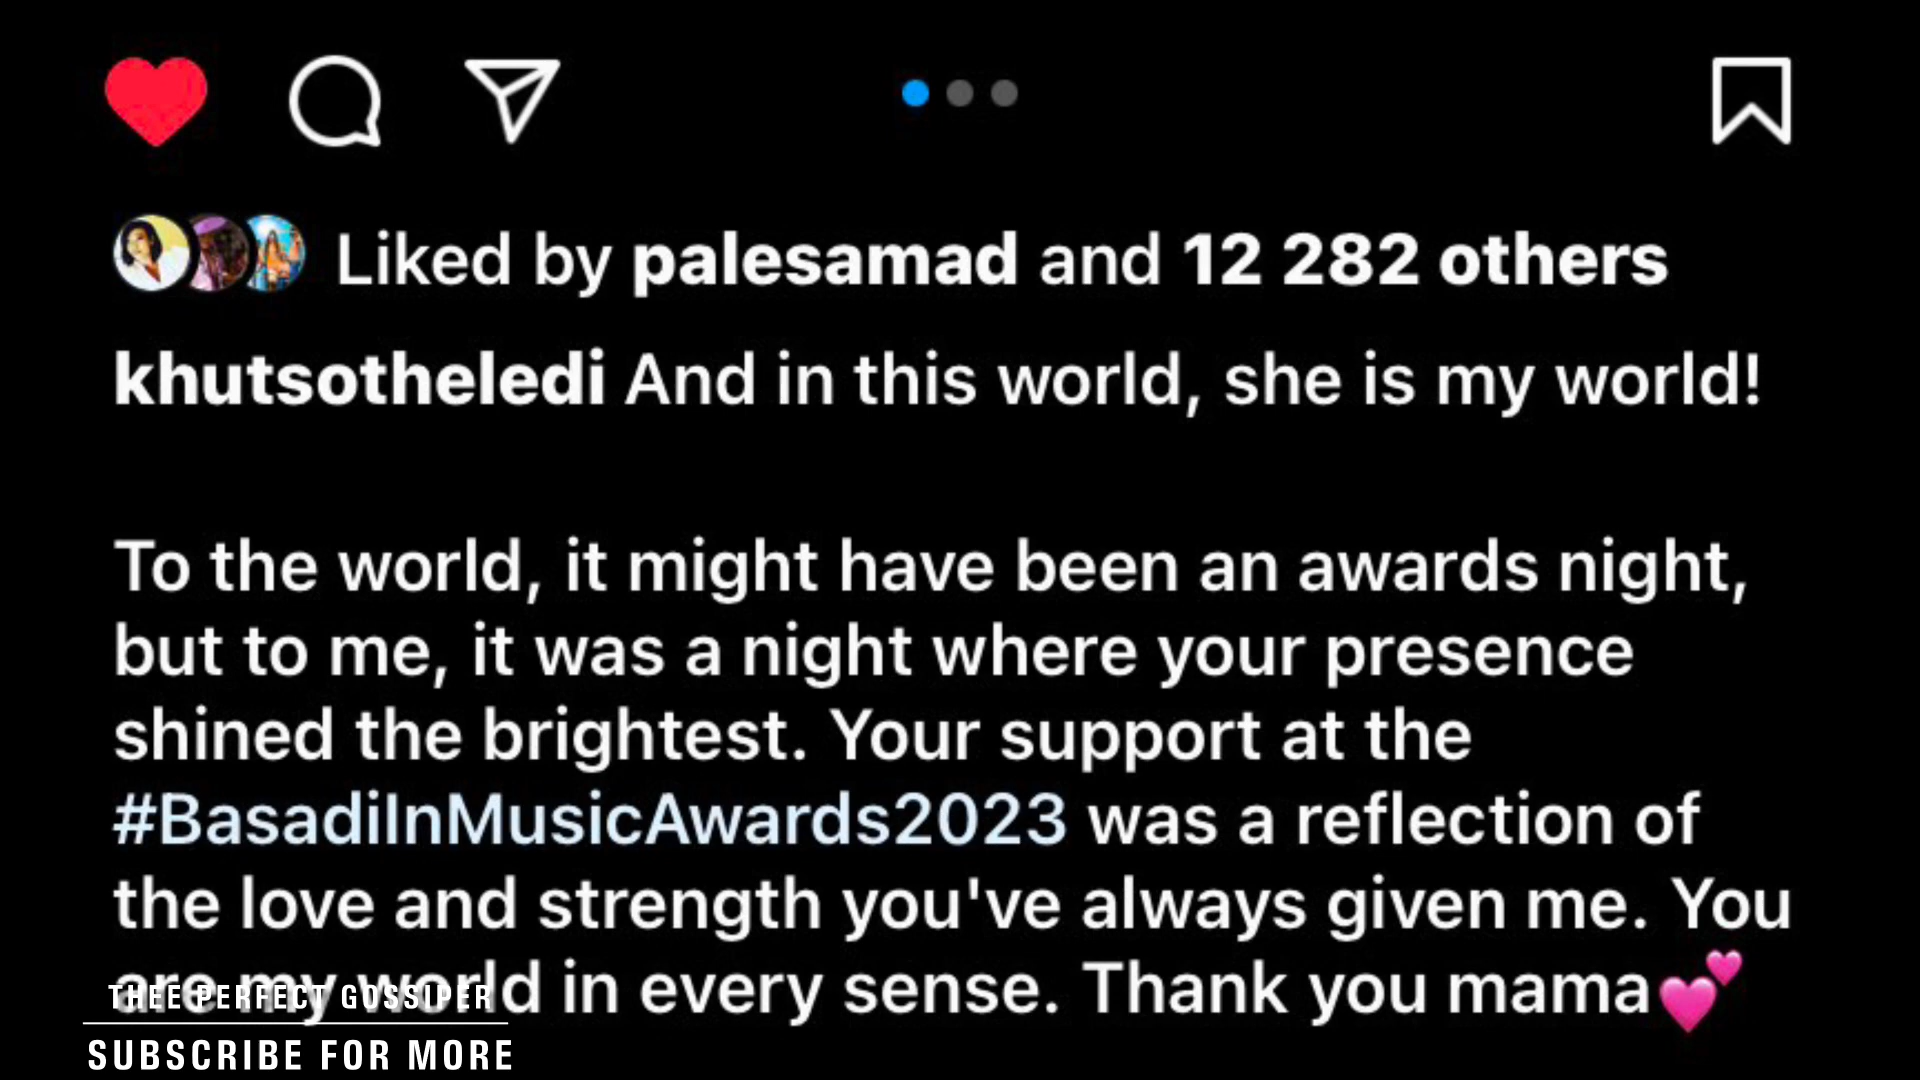 Liked by palesamad and 12 282 others
khutsotheledi And in this world, she is my world!
To the world, it might have been an awards night,
but to me, it was a night where your presence
shined the brightest. Your support at the
#BasadiInMusicAwards2023 was a reflection of
the love and strength you've always given me. You
are my world in every sense. Thank you mama💕
THEE PERFECT GOSSIPER
SUBSCRIBE FOR MORE